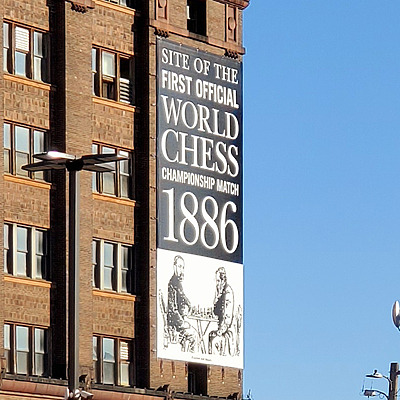 SITE OF THE
FIRST OFFICIAL
WORLD
CHESS
CHAMPIONSHIP MATCH
1886